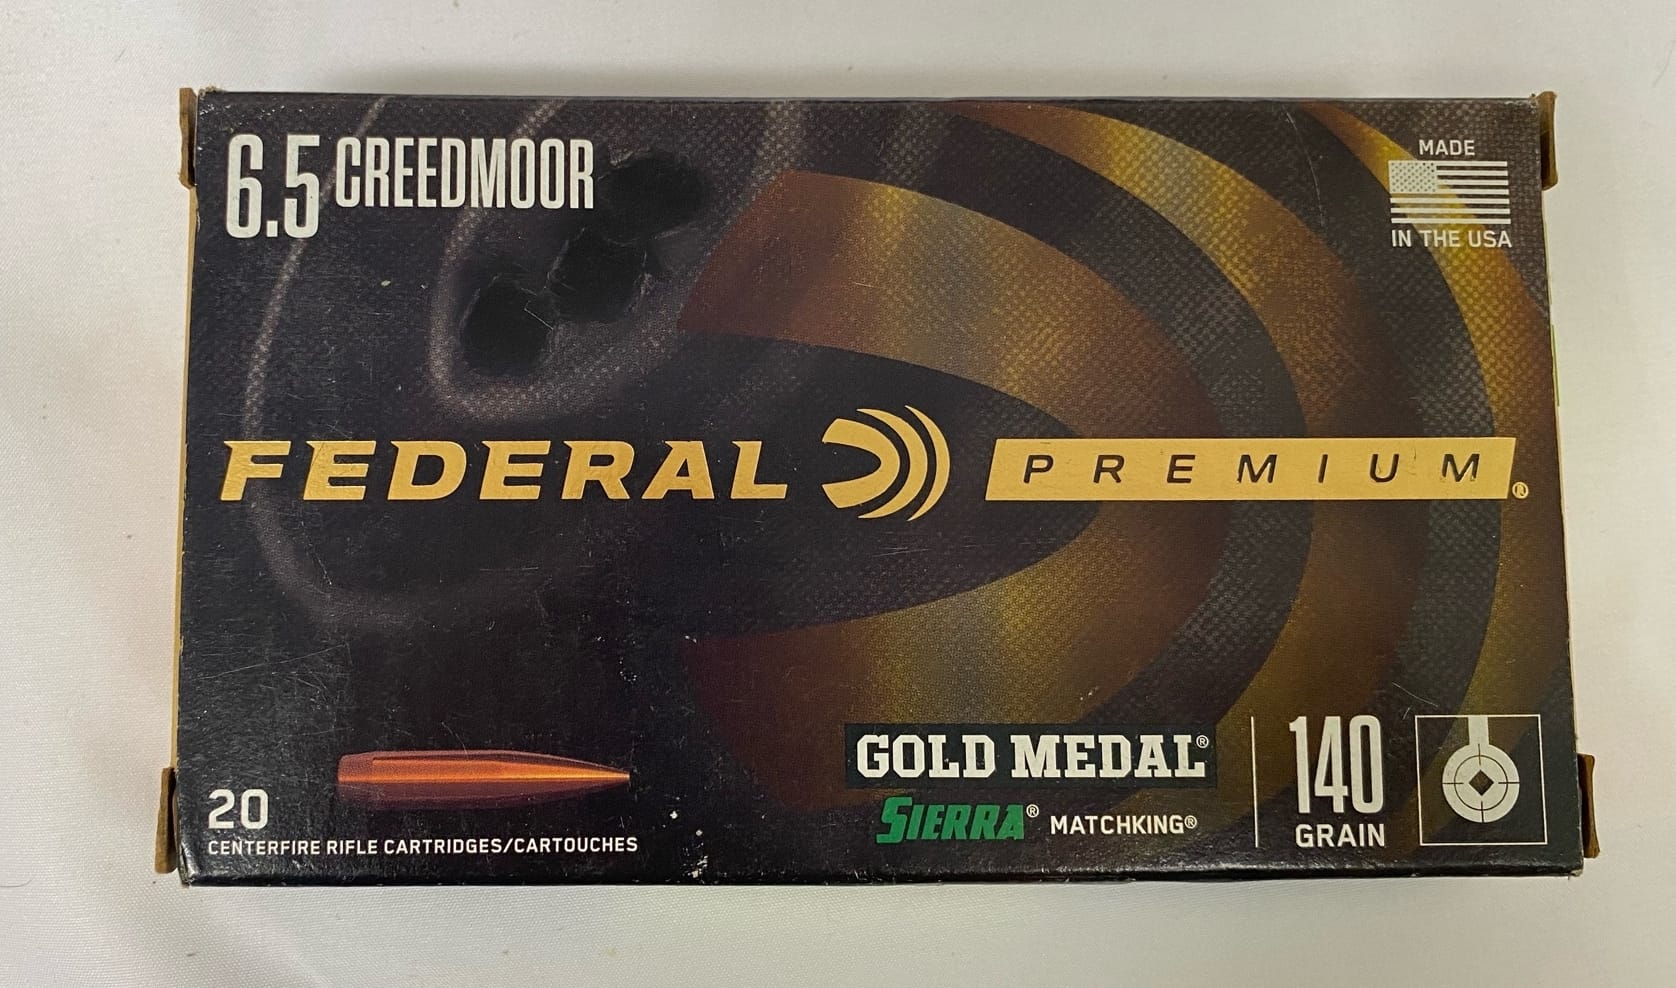 6.5 CREEDMOOR
MADE
IN THE USA
FEDERAL PREMIUM®
GOLD MEDAL®
SIERRA® MATCHKING®
140
GRAIN
20
CENTERFIRE RIFLE CARTRIDGES/CARTOUCHES